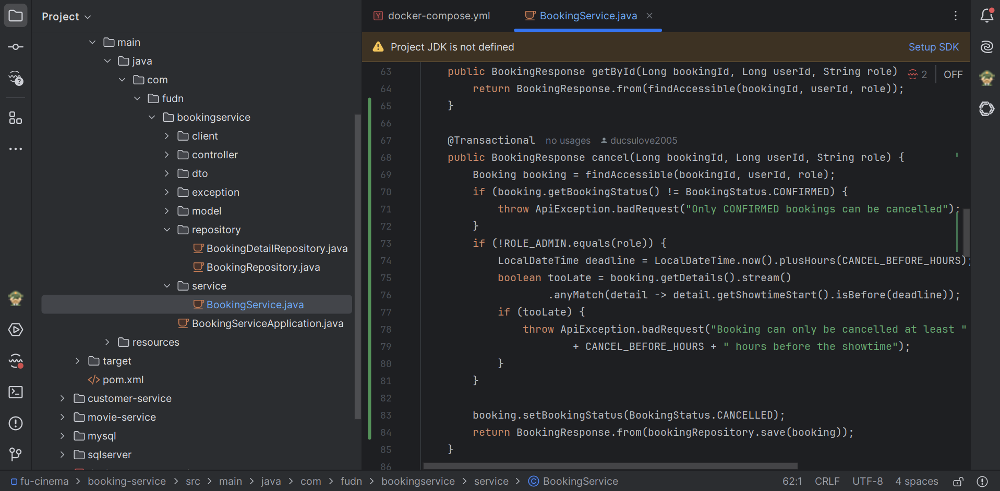 Project
main
java
com
fudn
bookingservice
client
controller
dto
exception
model
repository
BookingDetailRepository.java
BookingRepository.java
service
BookingService.java
BookingServiceApplication.java
resources
target
</> pom.xml
customer-service
movie-service
mysql
sqlserver
Y docker-compose.yml BookingService.java
Project JDK is not defined Setup SDK
2 OFF
63 public BookingResponse getById(Long bookingId, Long userId, String role)
64 return BookingResponse.from(findAccessible(bookingId, userId, role));
65 }
66
67 @Transactional no usages ducsulove2005
68 public BookingResponse cancel(Long bookingId, Long userId, String role) {
69 Booking booking = findAccessible(bookingId, userId, role);
70 if (booking.getBookingStatus() != BookingStatus.CONFIRMED) {
71 throw ApiException.badRequest("Only CONFIRMED bookings can be cancelled");
72 }
73 if (!ROLE_ADMIN.equals(role)) {
74 LocalDateTime deadline = LocalDateTime.now().plusHours(CANCEL_BEFORE_HOURS);
75 boolean tooLate = booking.getDetails().stream()
76 .anyMatch(detail -> detail.getShowtimeStart().isBefore(deadline));
77 if (tooLate) {
78 throw ApiException.badRequest("Booking can only be cancelled at least "
79 + CANCEL_BEFORE_HOURS + " hours before the showtime");
80 }
81 }
82
83 booking.setBookingStatus(BookingStatus.CANCELLED);
84 return BookingResponse.from(bookingRepository.save(booking));
85 }
86
fu-cinema > booking-service > src > main > java > com > fudn > bookingservice > service > BookingService 62:1 CRLF UTF-8 4 spaces